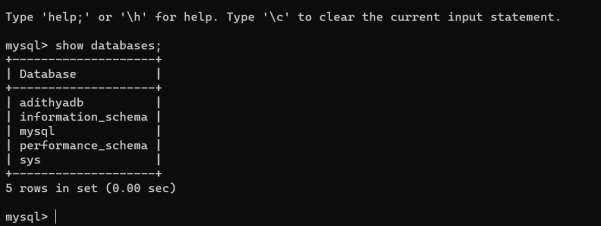 Type 'help;' or '\h' for help. Type '\c' to clear the current input statement.
mysql> show databases;
+--------------------+
| Database           |
+--------------------+
| adithyadb          |
| information_schema |
| mysql              |
| performance_schema |
| sys                |
+--------------------+
5 rows in set (0.00 sec)
mysql>